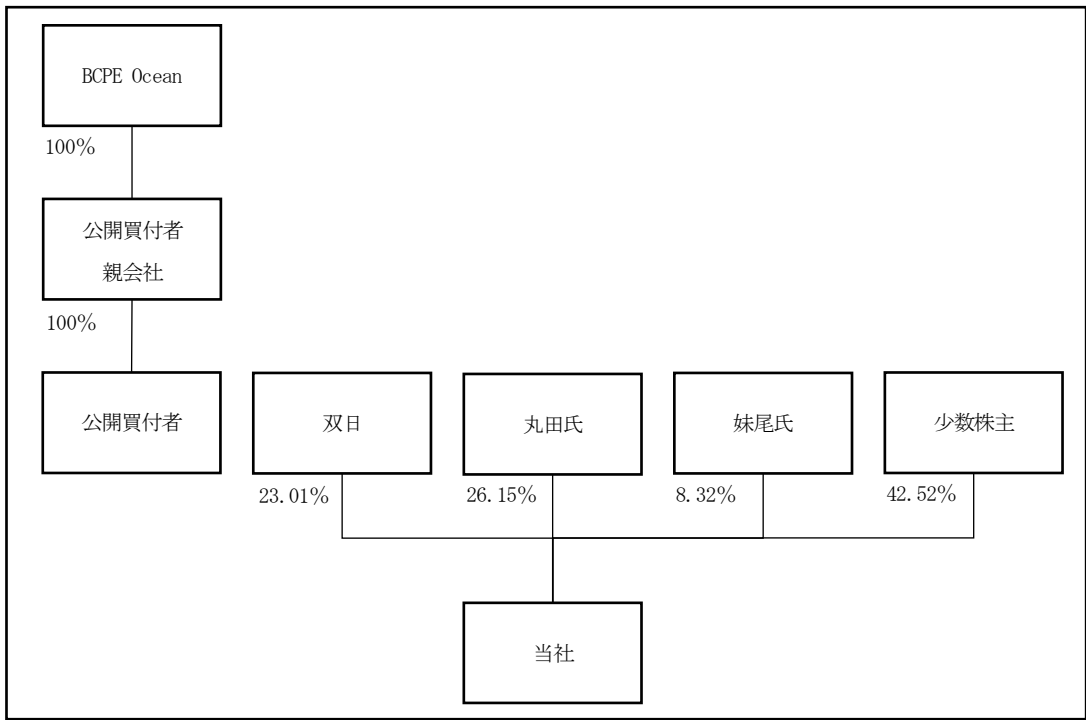 BCPE Ocean
100%
公開買付者
親会社
100%
公開買付者
双日
丸田氏
妹尾氏
少数株主
23.01%
26.15%
8.32%
42.52%
当社